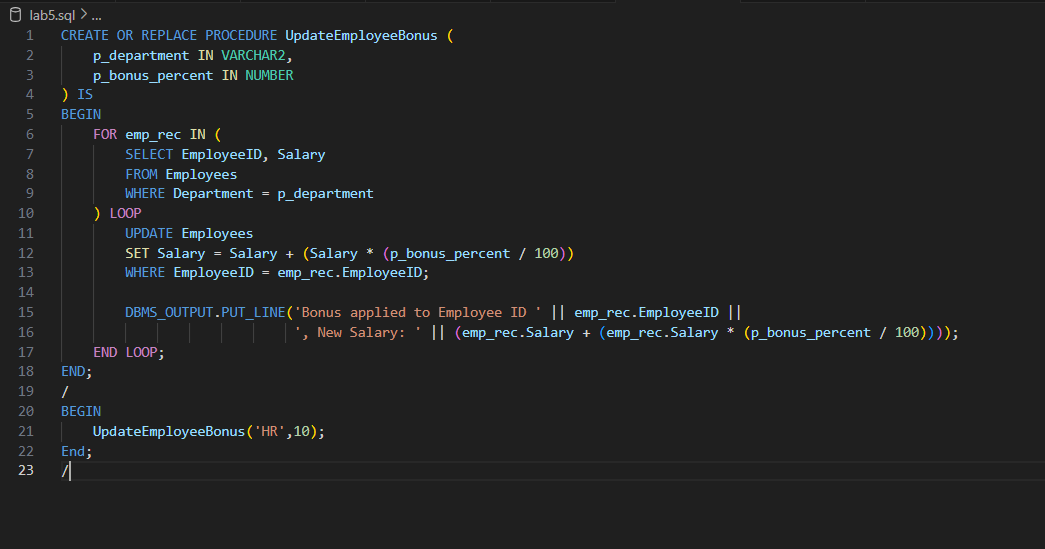 lab5.sql > ...
1 CREATE OR REPLACE PROCEDURE UpdateEmployeeBonus (
2     p_department IN VARCHAR2,
3     p_bonus_percent IN NUMBER
4 ) IS
5 BEGIN
6     FOR emp_rec IN (
7         SELECT EmployeeID, Salary
8         FROM Employees
9         WHERE Department = p_department
10     ) LOOP
11         UPDATE Employees
12         SET Salary = Salary + (Salary * (p_bonus_percent / 100))
13         WHERE EmployeeID = emp_rec.EmployeeID;
14
15         DBMS_OUTPUT.PUT_LINE('Bonus applied to Employee ID ' || emp_rec.EmployeeID ||
16                              ', New Salary: ' || (emp_rec.Salary + (emp_rec.Salary * (p_bonus_percent / 100))));
17     END LOOP;
18 END;
19 /
20 BEGIN
21     UpdateEmployeeBonus('HR',10);
22 End;
23 /